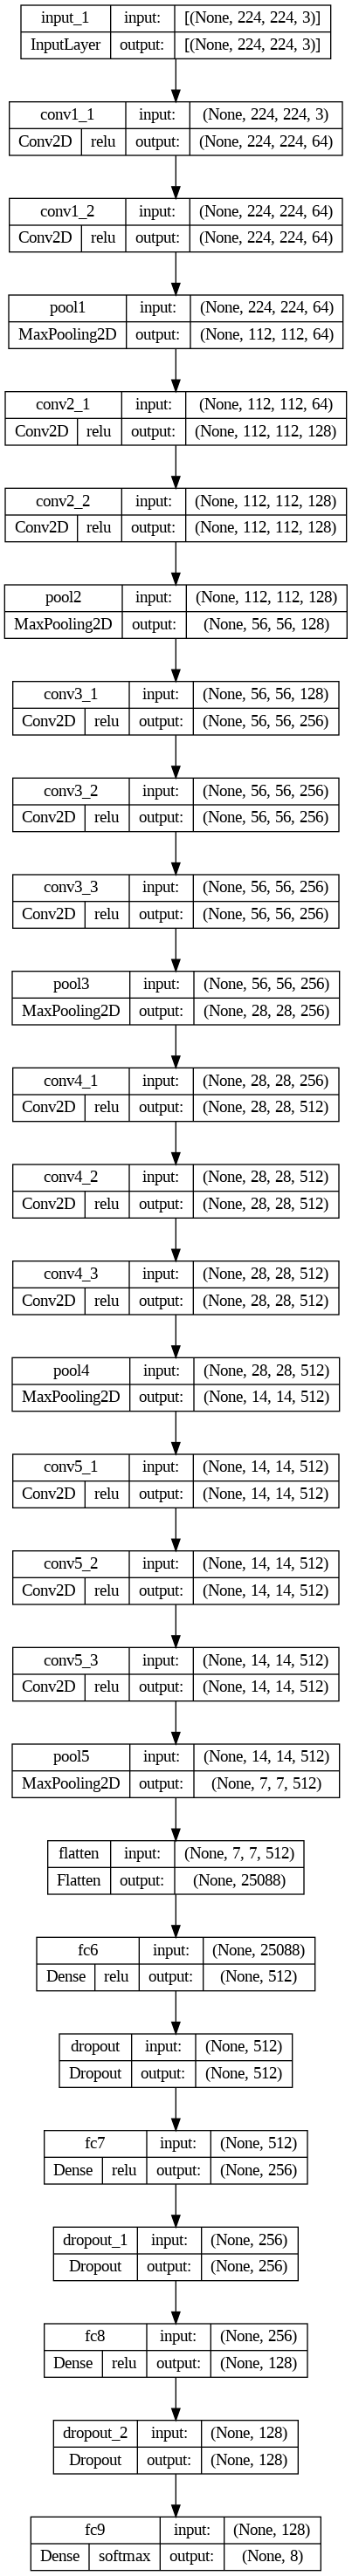 input_1 input: [(None, 224, 224, 3)]
InputLayer output: [(None, 224, 224, 3)]
conv1_1 input: (None, 224, 224, 3)
Conv2D relu output: (None, 224, 224, 64)
conv1_2 input: (None, 224, 224, 64)
Conv2D relu output: (None, 224, 224, 64)
pool1 input: (None, 224, 224, 64)
MaxPooling2D output: (None, 112, 112, 64)
conv2_1 input: (None, 112, 112, 64)
Conv2D relu output: (None, 112, 112, 128)
conv2_2 input: (None, 112, 112, 128)
Conv2D relu output: (None, 112, 112, 128)
pool2 input: (None, 112, 112, 128)
MaxPooling2D output: (None, 56, 56, 128)
conv3_1 input: (None, 56, 56, 128)
Conv2D relu output: (None, 56, 56, 256)
conv3_2 input: (None, 56, 56, 256)
Conv2D relu output: (None, 56, 56, 256)
conv3_3 input: (None, 56, 56, 256)
Conv2D relu output: (None, 56, 56, 256)
pool3 input: (None, 56, 56, 256)
MaxPooling2D output: (None, 28, 28, 256)
conv4_1 input: (None, 28, 28, 256)
Conv2D relu output: (None, 28, 28, 512)
conv4_2 input: (None, 28, 28, 512)
Conv2D relu output: (None, 28, 28, 512)
conv4_3 input: (None, 28, 28, 512)
Conv2D relu output: (None, 28, 28, 512)
pool4 input: (None, 28, 28, 512)
MaxPooling2D output: (None, 14, 14, 512)
conv5_1 input: (None, 14, 14, 512)
Conv2D relu output: (None, 14, 14, 512)
conv5_2 input: (None, 14, 14, 512)
Conv2D relu output: (None, 14, 14, 512)
conv5_3 input: (None, 14, 14, 512)
Conv2D relu output: (None, 14, 14, 512)
pool5 input: (None, 14, 14, 512)
MaxPooling2D output: (None, 7, 7, 512)
flatten input: (None, 7, 7, 512)
Flatten output: (None, 25088)
fc6 input: (None, 25088)
Dense relu output: (None, 512)
dropout input: (None, 512)
Dropout output: (None, 512)
fc7 input: (None, 512)
Dense relu output: (None, 256)
dropout_1 input: (None, 256)
Dropout output: (None, 256)
fc8 input: (None, 256)
Dense relu output: (None, 128)
dropout_2 input: (None, 128)
Dropout output: (None, 128)
fc9 input: (None, 128)
Dense softmax output: (None, 8)